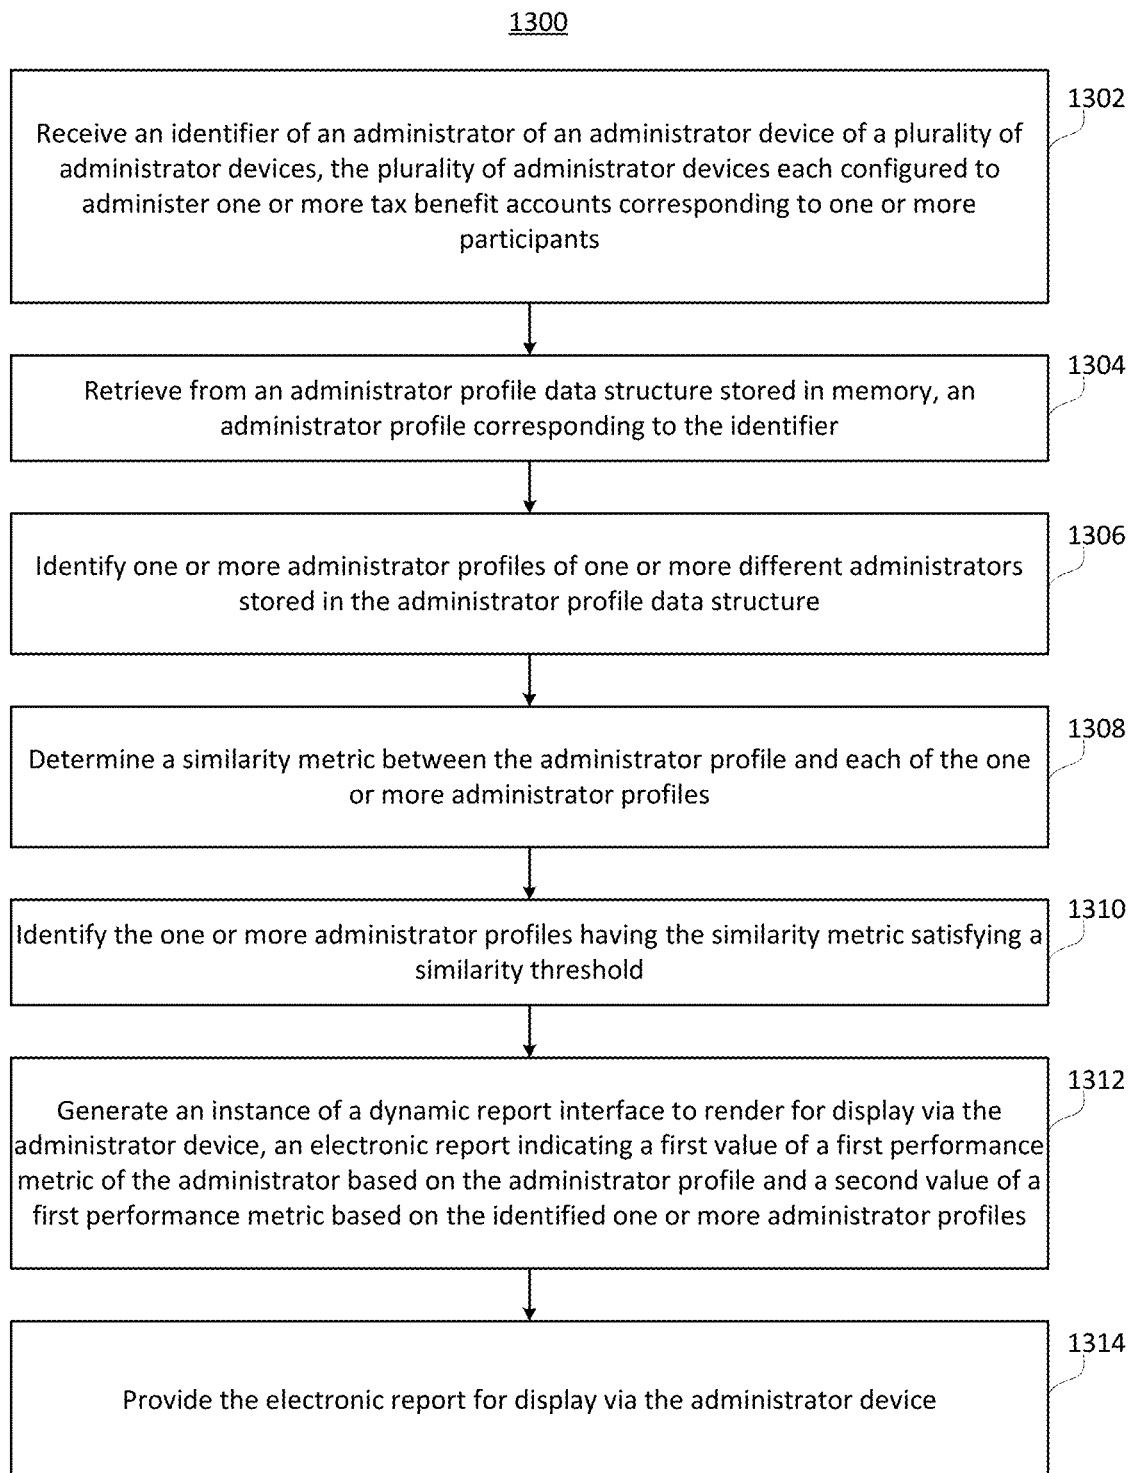 1300
1302
Receive an identifier of an administrator of an administrator device of a plurality of
administrator devices, the plurality of administrator devices each configured to
administer one or more tax benefit accounts corresponding to one or more
participants
1304
Retrieve from an administrator profile data structure stored in memory, an
administrator profile corresponding to the identifier
1306
Identify one or more administrator profiles of one or more different administrators
stored in the administrator profile data structure
1308
Determine a similarity metric between the administrator profile and each of the one
or more administrator profiles
1310
Identify the one or more administrator profiles having the similarity metric satisfying a
similarity threshold
1312
Generate an instance of a dynamic report interface to render for display via the
administrator device, an electronic report indicating a first value of a first performance
metric of the administrator based on the administrator profile and a second value of a
first performance metric based on the identified one or more administrator profiles
1314
Provide the electronic report for display via the administrator device